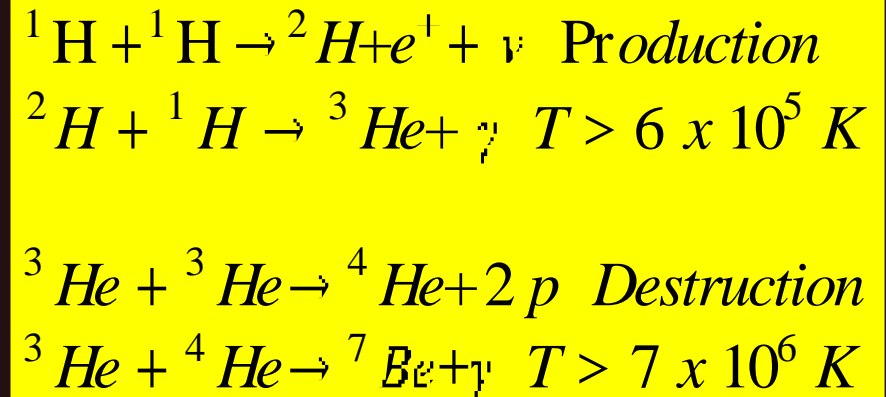 ¹H + ¹H → ²H+e⁺+ ν Production
²H + ¹H → ³He+ γ T > 6 x 10⁵ K
³He + ³He → ⁴He+2 p Destruction
³He + ⁴He → ⁷Be+γ T > 7 x 10⁶ K